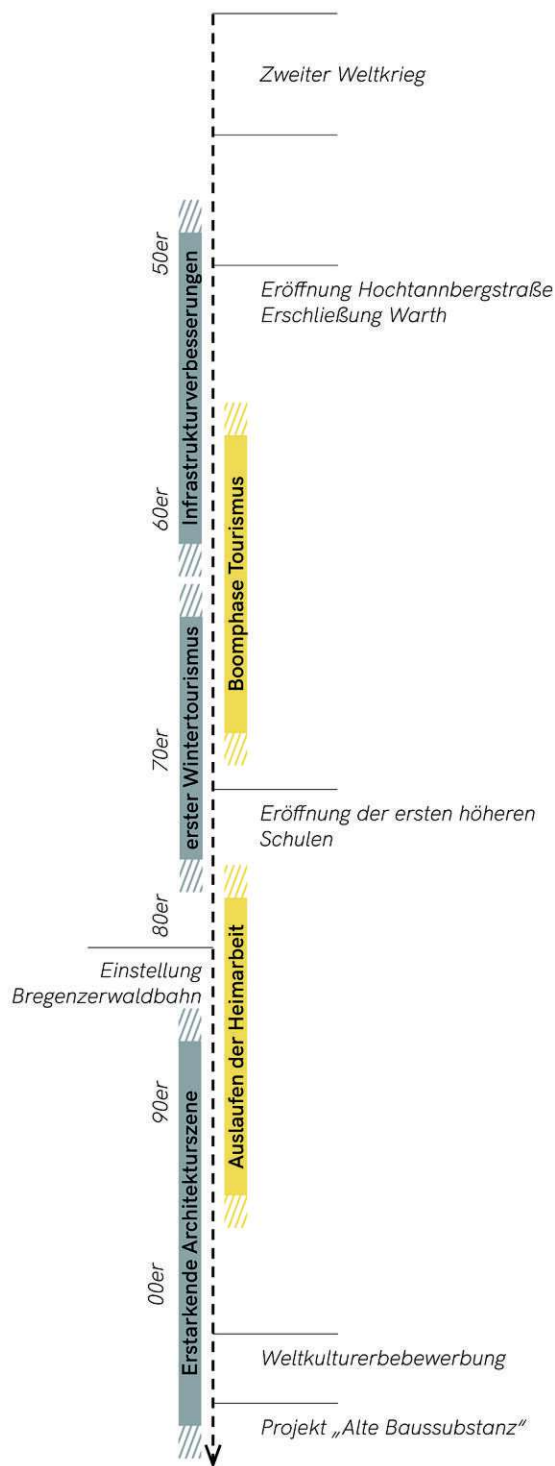 Zweiter Weltkrieg
50er
Infrastrukturverbesserungen
Eröffnung Hochtannbergstraße
Erschließung Warth
60er
Boomphase Tourismus
erster Wintertourismus
70er
Eröffnung der ersten höheren
Schulen
80er
Auslaufen der Heimarbeit
Einstellung
Bregenzerwaldbahn
90er
Erstarkende Architekturszene
00er
Weltkulturerbebewerbung
Projekt „Alte Baussubstanz“